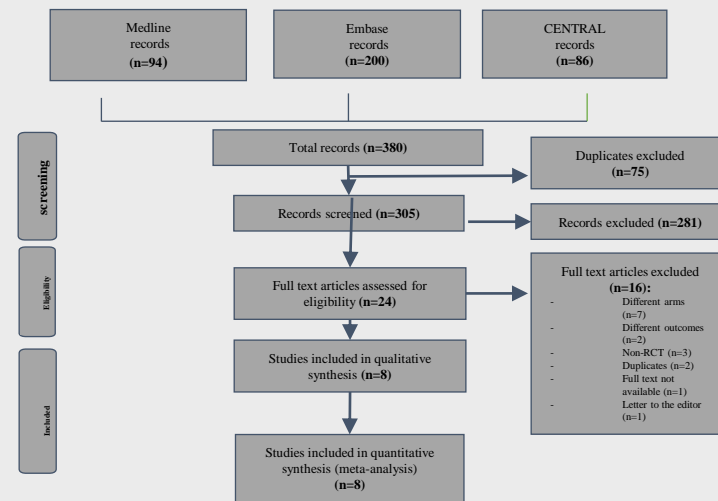 Medline
records
(n=94)
Embase
records
(n=200)
CENTRAL
records
(n=86)
screening
Total records (n=380)
Duplicates excluded
(n=75)
Records screened (n=305)
Records excluded (n=281)
Eligibility
Full text articles assessed for
eligibility (n=24)
Full text articles excluded
(n=16):
- Different arms
(n=7)
- Different outcomes
(n=2)
- Non-RCT (n=3)
- Duplicates (n=2)
- Full text not
available (n=1)
- Letter to the editor
(n=1)
Included
Studies included in qualitative
synthesis (n=8)
Studies included in quantitative
synthesis (meta-analysis)
(n=8)